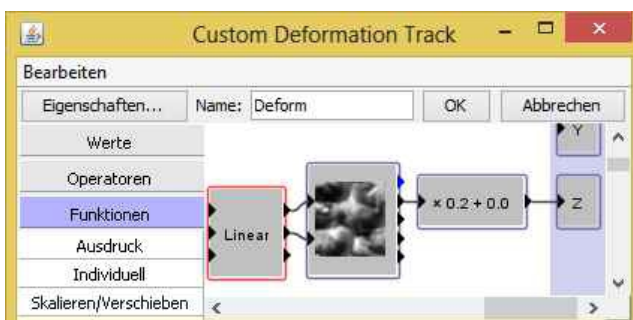 Custom Deformation Track
Bearbeiten
Eigenschaften... Name: Deform OK Abbrechen
Werte
Operatoren
Funktionen
Ausdruck
Individuell
Skalieren/Verschieben
Linear
× 0.2 + 0.0
Y
Z